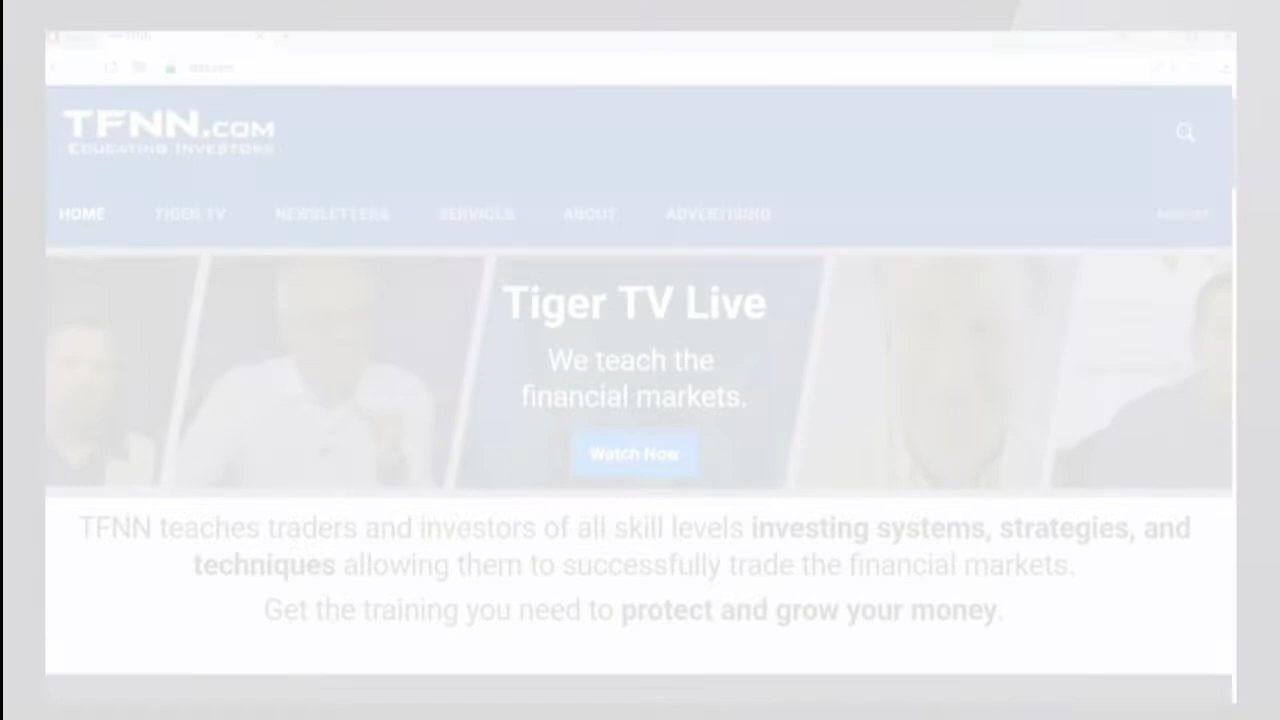 TFNN
TFNN.COM
EDUCATING INVESTORS
HOME TIGER TV NEWSLETTERS SERVICES ABOUT ADVERTISING Account
Tiger TV Live
We teach the
financial markets.
Watch Now
TFNN teaches traders and investors of all skill levels investing systems, strategies, and
techniques allowing them to successfully trade the financial markets.
Get the training you need to protect and grow your money.